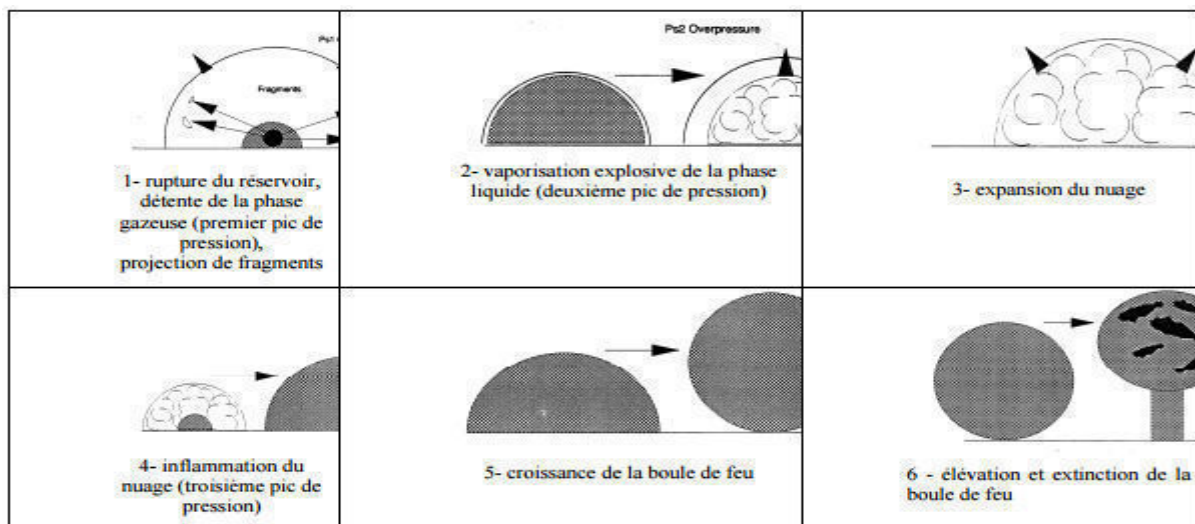 Fragments
1- rupture du réservoir,
détente de la phase
gazeuse (premier pic de
pression),
projection de fragments
Ps2 Overpressure
2- vaporisation explosive de la phase
liquide (deuxième pic de pression)
3- expansion du nuage
4- inflammation du
nuage (troisième pic de
pression)
5- croissance de la boule de feu
6 - élévation et extinction de la
boule de feu